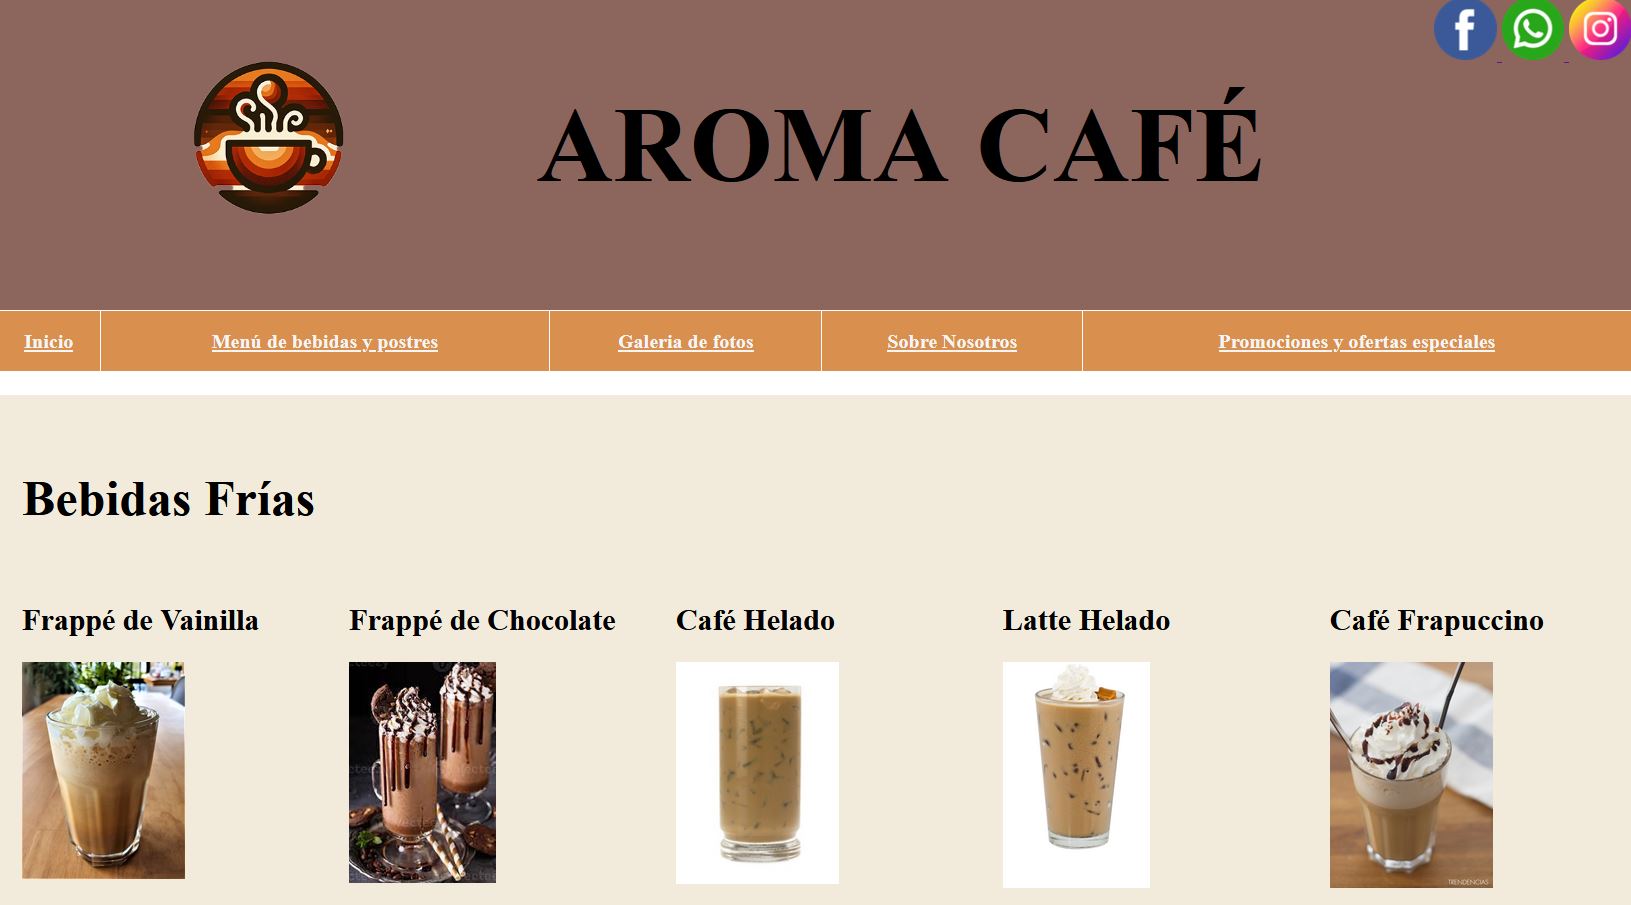 AROMA CAFÉ
Inicio
Menú de bebidas y postres
Galeria de fotos
Sobre Nosotros
Promociones y ofertas especiales
Bebidas Frías
Frappé de Vainilla
Frappé de Chocolate
Café Helado
Latte Helado
Café Frapuccino
TRENDENCIAS